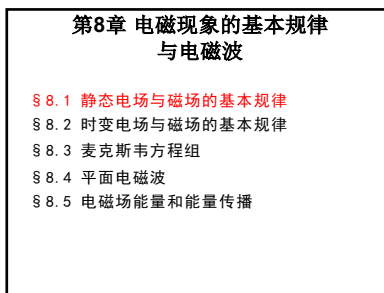 第8章 电磁现象的基本规律
与电磁波
§8.1 静态电场与磁场的基本规律
§8.2 时变电场与磁场的基本规律
§8.3 麦克斯韦方程组
§8.4 平面电磁波
§8.5 电磁场能量和能量传播